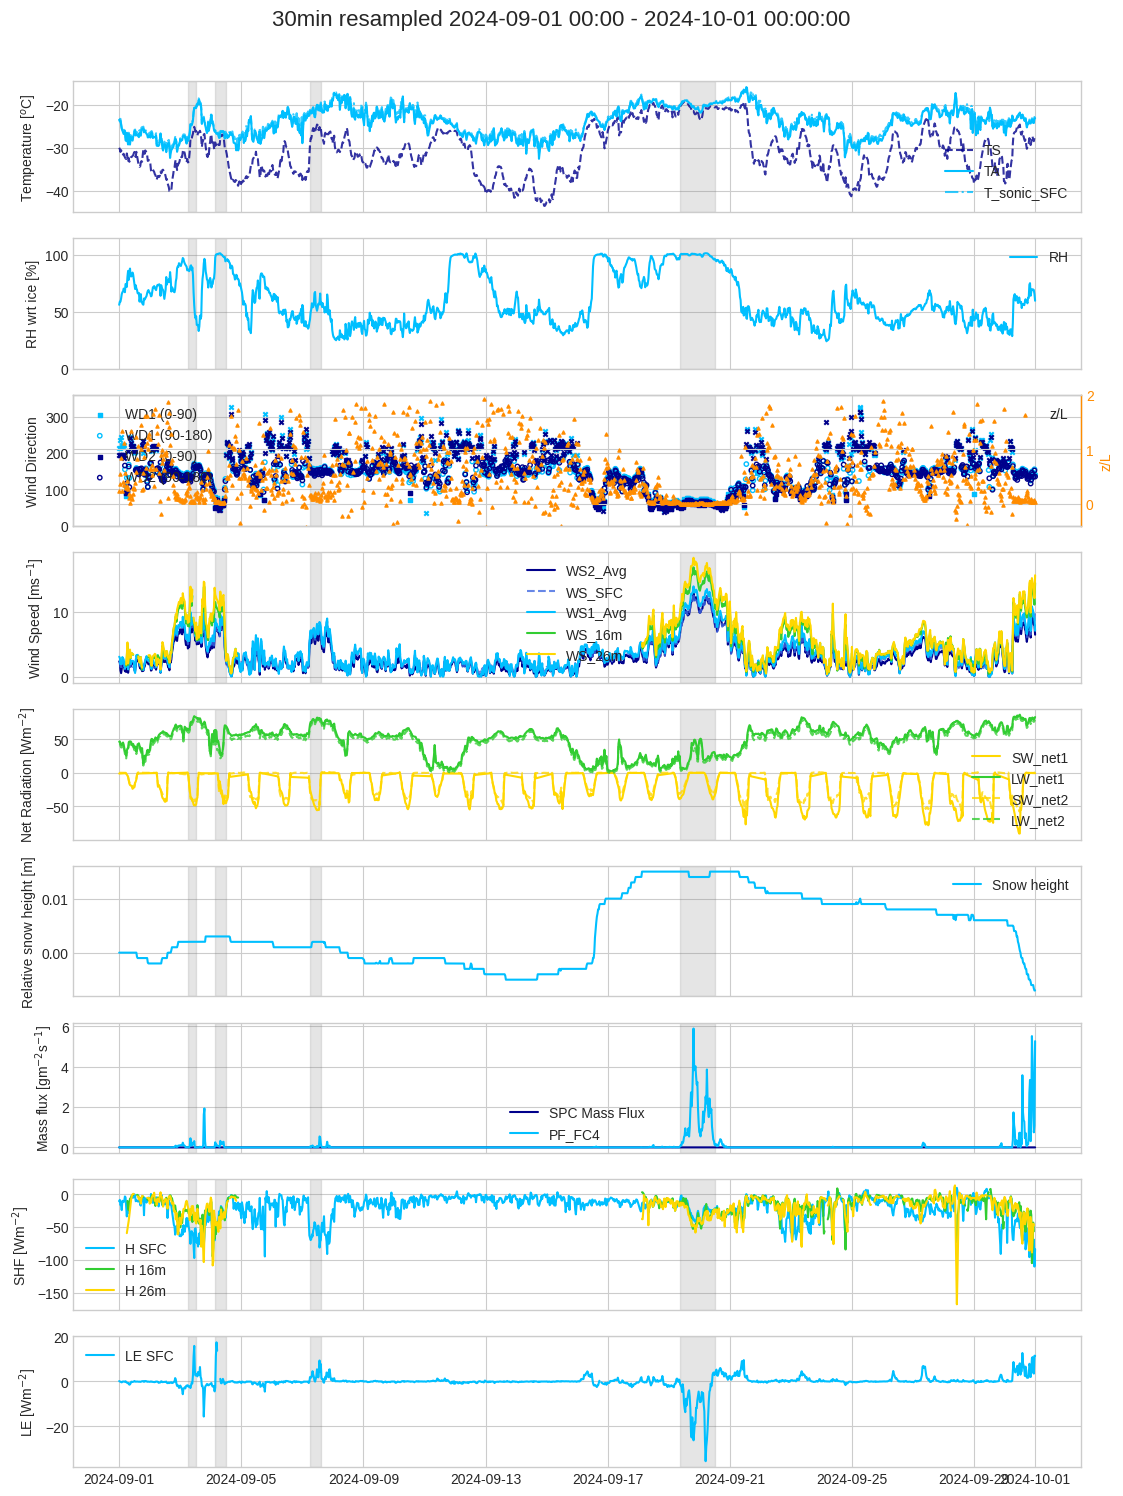 30min resampled 2024-09-01 00:00 - 2024-10-01 00:00:00
Temperature [°C]
−20
−30
−40
TS
TA
T_sonic_SFC
RH wrt ice [%]
100
50
0
RH
Wind Direction
300
200
100
0
WD1 (0-90)
WD1 (90-180)
WD2 (0-90)
z/L
2
1
0
z/L
Wind Speed [ms⁻¹]
10
0
WS2_Avg
WS_SFC
WS1_Avg
WS_16m
WS_26m
Net Radiation [Wm⁻²]
50
0
−50
SW_net1
LW_net1
SW_net2
LW_net2
Relative snow height [m]
0.01
0.00
Snow height
Mass flux [gm⁻²s⁻¹]
6
4
2
0
SPC Mass Flux
PF_FC4
SHF [Wm⁻²]
0
−50
−100
−150
H SFC
H 16m
H 26m
LE [Wm⁻²]
20
0
−20
LE SFC
2024-09-01 2024-09-05 2024-09-09 2024-09-13 2024-09-17 2024-09-21 2024-09-25 2024-09-29 2024-10-01